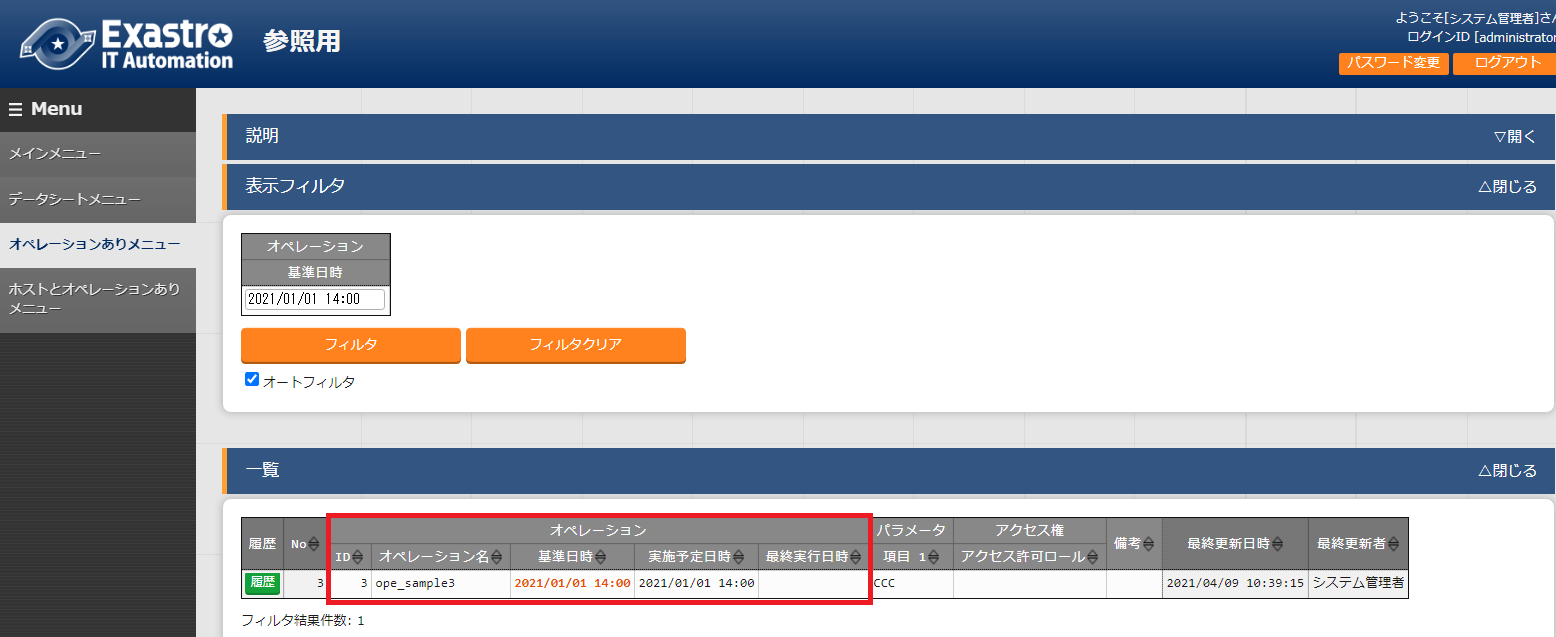 Exastro
IT Automation
参照用
ようこそ[システム管理者]さん
ログインID [administrator
パスワード変更
ログアウト
Menu
メインメニュー
データシートメニュー
オペレーションありメニュー
ホストとオペレーションあり
メニュー
説明
▽開く
表示フィルタ
△閉じる
オペレーション
基準日時
2021/01/01 14:00
フィルタ
フィルタクリア
オートフィルタ
一覧
△閉じる
履歴 No オペレーション パラメータ アクセス権 備考 最終更新日時 最終更新者
ID オペレーション名 基準日時 実施予定日時 最終実行日時 項目 1 アクセス許可ロール
履歴 3 3 ope_sample3 2021/01/01 14:00 2021/01/01 14:00 CCC 2021/04/09 10:39:15 システム管理者
フィルタ結果件数: 1